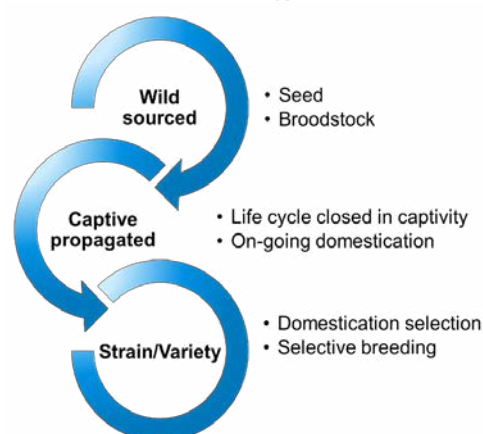 Wild
sourced
• Seed
• Broodstock
Captive
propagated
• Life cycle closed in captivity
• On-going domestication
Strain/Variety
• Domestication selection
• Selective breeding